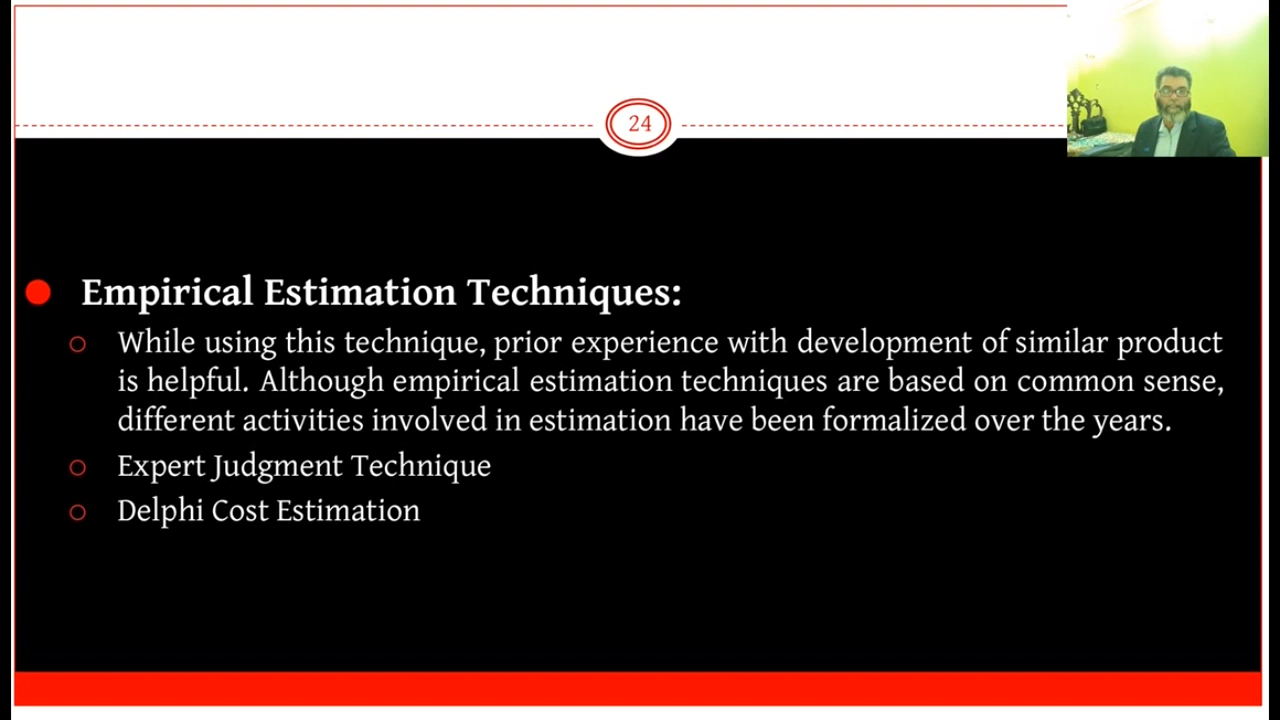 24
Empirical Estimation Techniques:
While using this technique, prior experience with development of similar product
is helpful. Although empirical estimation techniques are based on common sense,
different activities involved in estimation have been formalized over the years.
Expert Judgment Technique
Delphi Cost Estimation